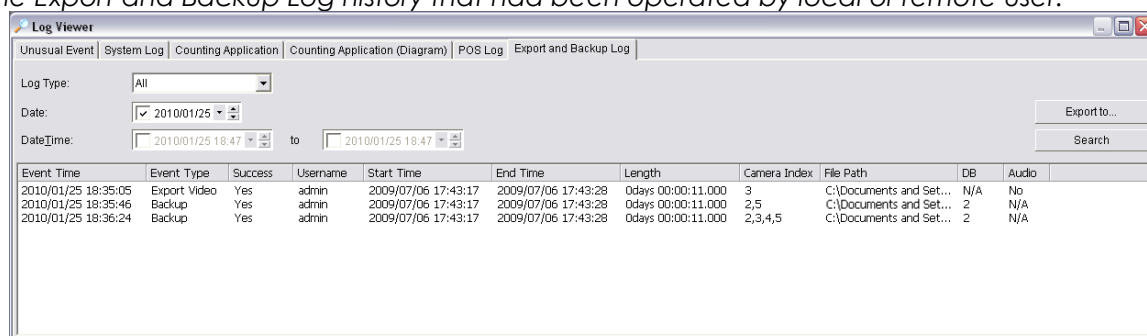 Export and Backup Log history that had been operated by local or remote user.
Log Viewer
Unusual Event System Log Counting Application Counting Application (Diagram) POS Log Export and Backup Log
Log Type: All
Date: 2010/01/25 Export to...
DateTime: 2010/01/25 18:47 to 2010/01/25 18:47 Search
Event Time Event Type Success Username Start Time End Time Length Camera Index File Path DB Audio
2010/01/25 18:35:05 Export Video Yes admin 2009/07/06 17:43:17 2009/07/06 17:43:28 0days 00:00:11.000 3 C:\Documents and Set... N/A No
2010/01/25 18:35:46 Backup Yes admin 2009/07/06 17:43:17 2009/07/06 17:43:28 0days 00:00:11.000 2,5 C:\Documents and Set... 2 N/A
2010/01/25 18:36:24 Backup Yes admin 2009/07/06 17:43:17 2009/07/06 17:43:28 0days 00:00:11.000 2,3,4,5 C:\Documents and Set... 2 N/A